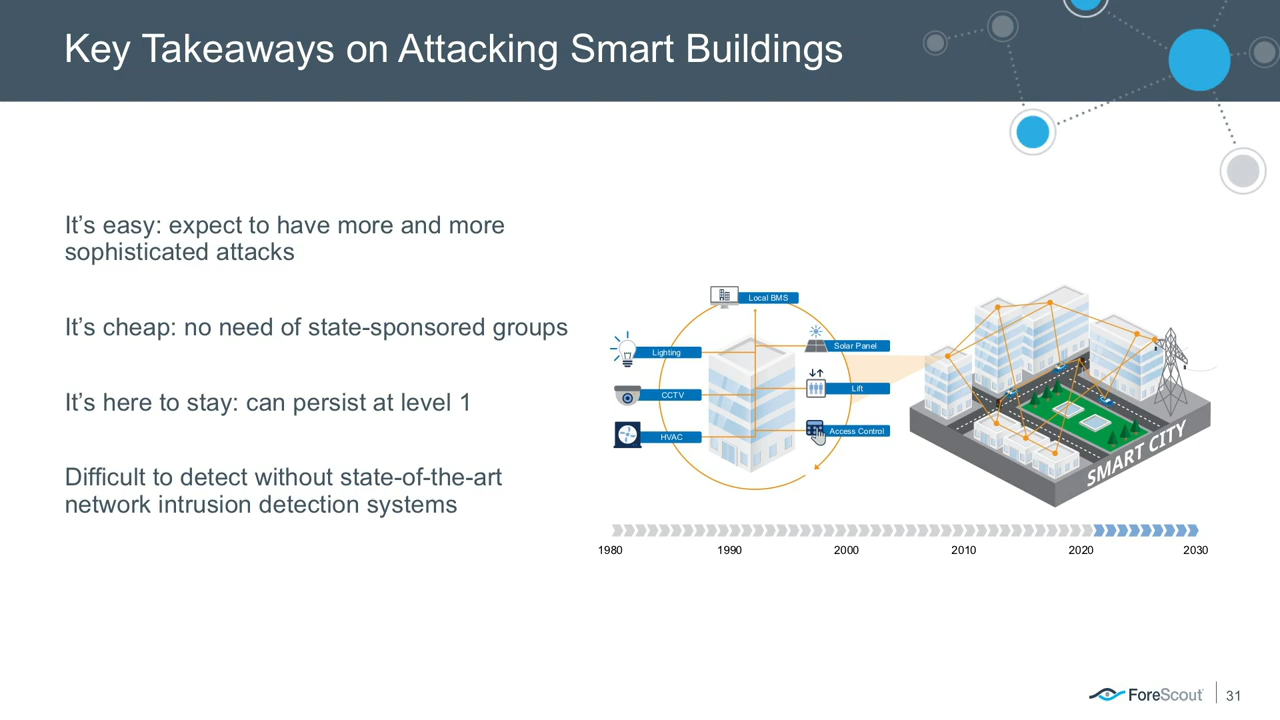 Key Takeaways on Attacking Smart Buildings
It’s easy: expect to have more and more
sophisticated attacks
It’s cheap: no need of state-sponsored groups
It’s here to stay: can persist at level 1
Difficult to detect without state-of-the-art
network intrusion detection systems
Local BMS
Lighting
Solar Panel
CCTV
Lift
HVAC
Access Control
SMART CITY
1980 1990 2000 2010 2020 2030
ForeScout 31